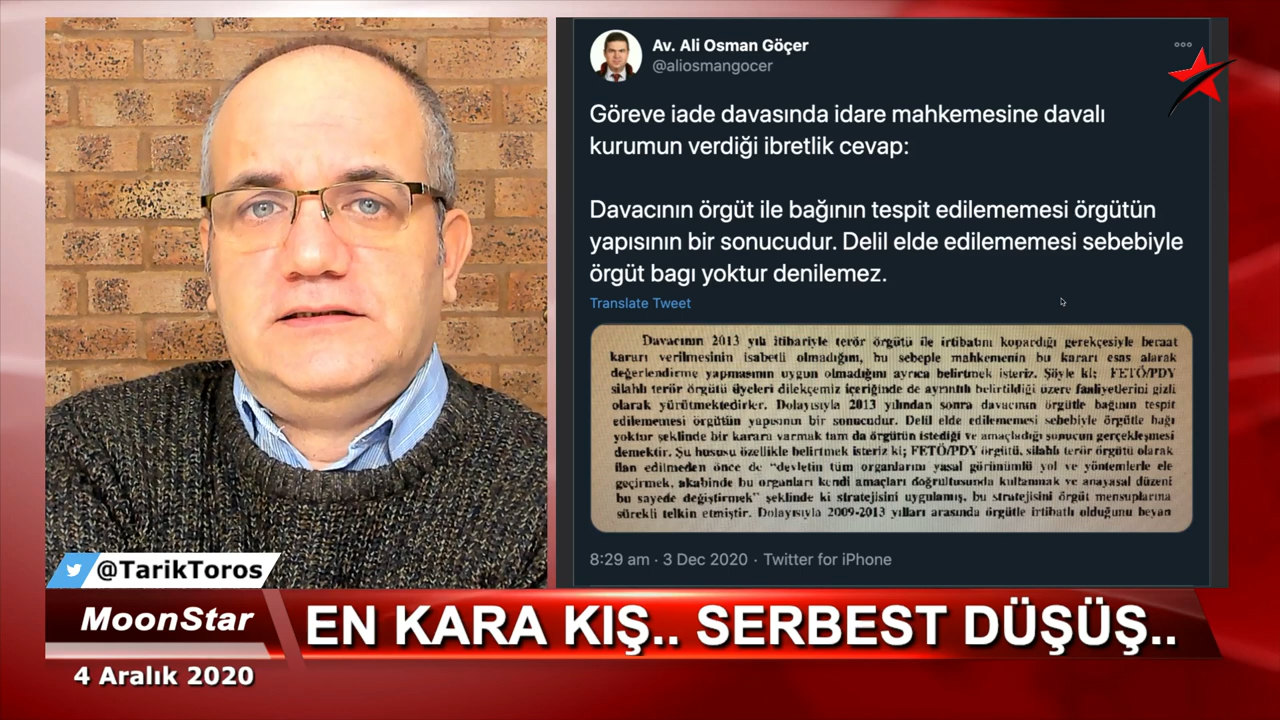 Av. Ali Osman Göçer
@aliosmangocer
Göreve iade davasında idare mahkemesine davalı
kurumun verdiği ibretlik cevap:
Davacının örgüt ile bağının tespit edilememesi örgütün
yapısının bir sonucudur. Delil elde edilememesi sebebiyle
örgüt bagı yoktur denilemez.
Translate Tweet
Davacının 2013 yılı itibariyle terör örgütü ile irtibatını kopardığı gerekçesiyle beraat
kararı verilmesinin isabetli olmadığını, bu sebeple mahkemenin bu kararı esas alarak
değerlendirme yapmasının uygun olmadığını ayrıca belirtmek isteriz. Şöyle ki; FETÖ/PDY
silahlı terör örgütü üyeleri dilekçemiz içeriğinde de ayrıntılı belirtildiği üzere faaliyetlerini gizli
olarak yürütmektedirler. Dolayısıyla 2013 yılından sonra davacının örgütle bağının tespit
edilememesi örgütün yapısının bir sonucudur. Delil elde edilememesi sebebiyle örgütle bağı
yoktur şeklinde bir karara varmak tam da örgütün istediği ve amaçladığı sonucun gerçekleşmesi
demektir. Şu hususu özellikle belirtmek isteriz ki; FETÖ/PDY örgütü, silahlı terör örgütü olarak
ilan edilmeden önce de "devletin tüm organlarını yasal görünümlü yol ve yöntemlerle ele
geçirmek, akabinde bu organları kendi amaçları doğrultusunda kullanmak ve anayasal düzeni
bu sayede değiştirmek" şeklinde ki stratejisini uygulamış, bu stratejisini örgüt mensuplarına
sürekli telkin etmiştir. Dolayısıyla 2009-2013 yılları arasında örgütle irtibatlı olduğunu beyan
8:29 am · 3 Dec 2020 · Twitter for iPhone
@TarikToros
MoonStar
EN KARA KIŞ.. SERBEST DÜŞÜŞ..
4 Aralık 2020